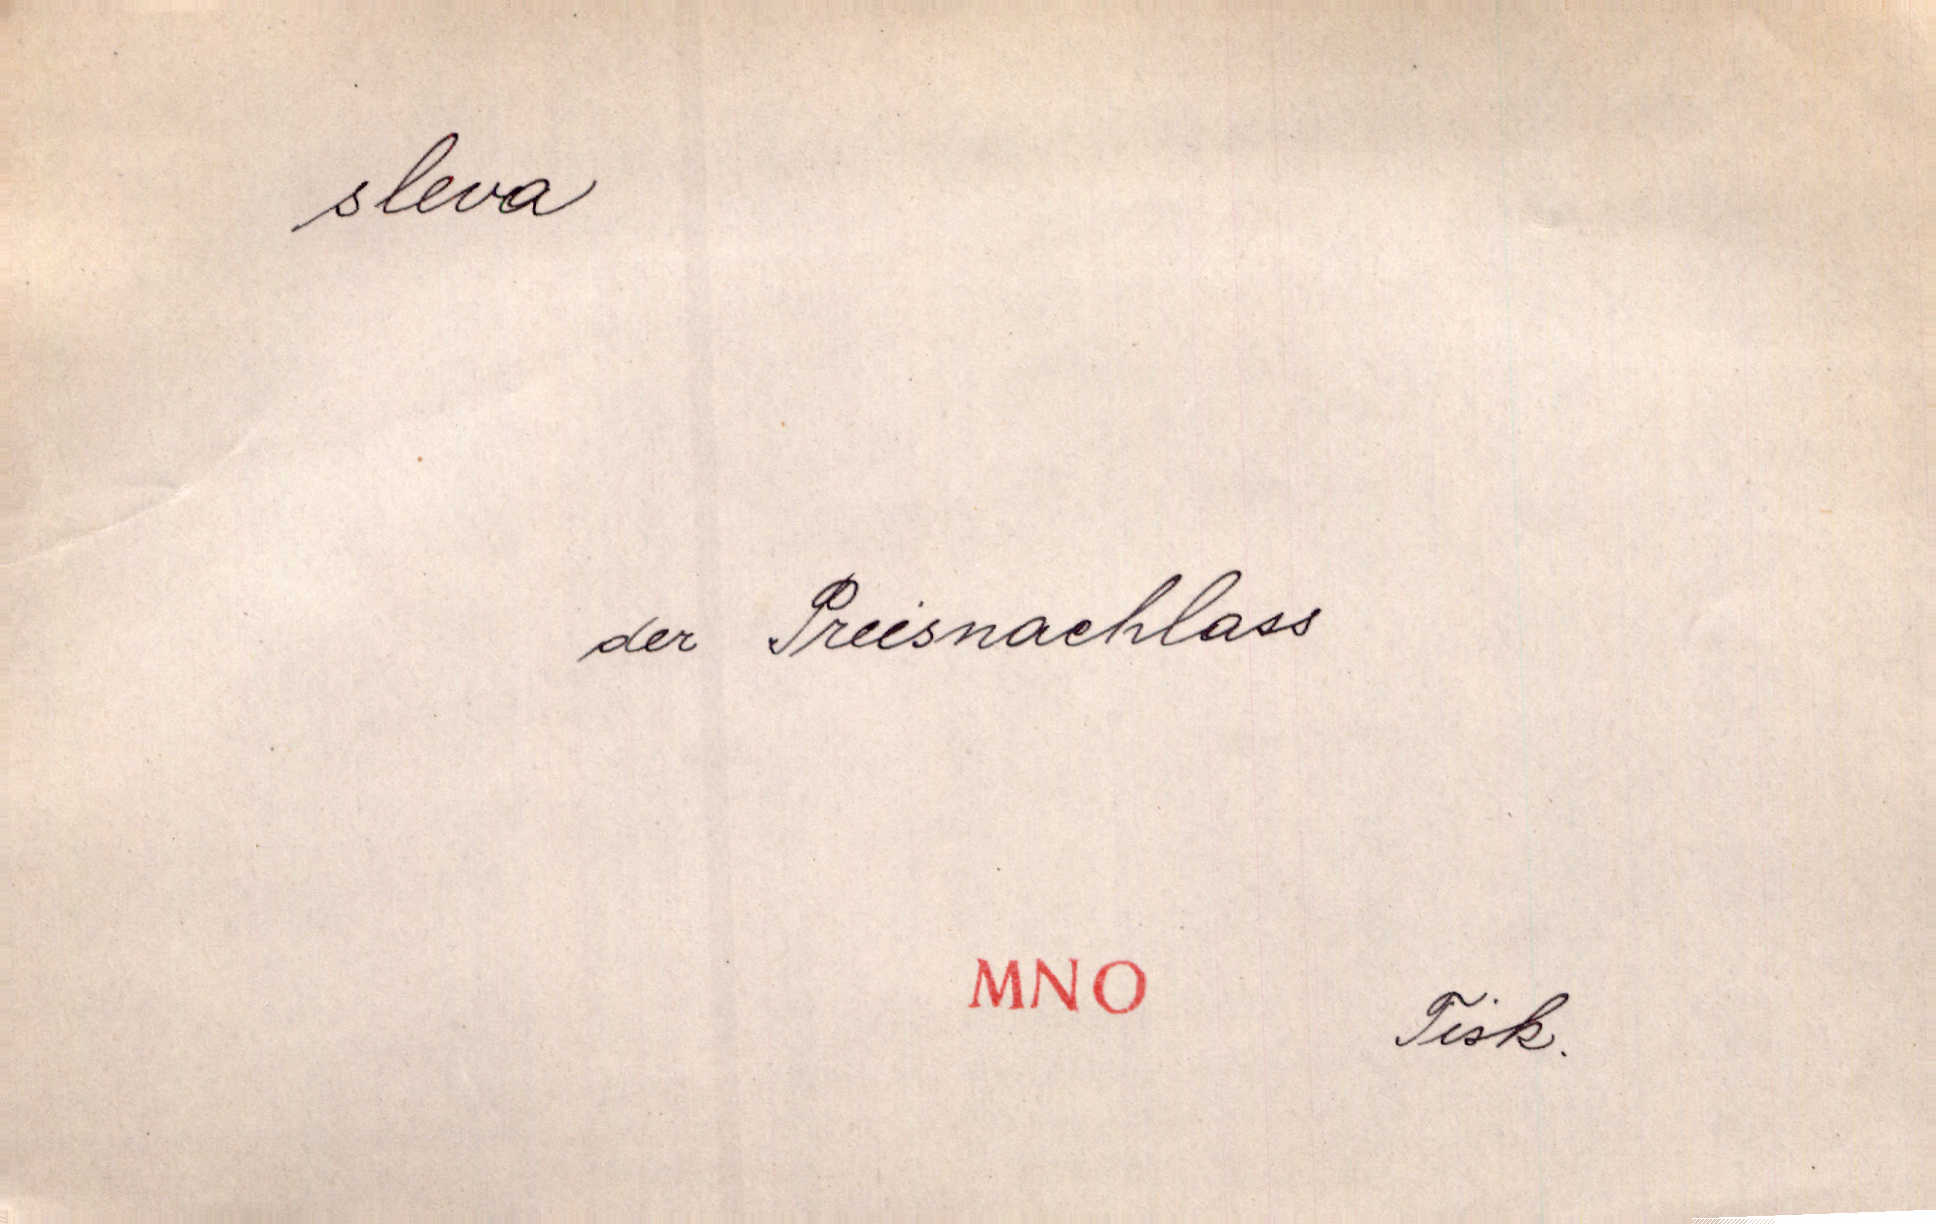 sleva
der Preisnachlass
MNO
Tisk.